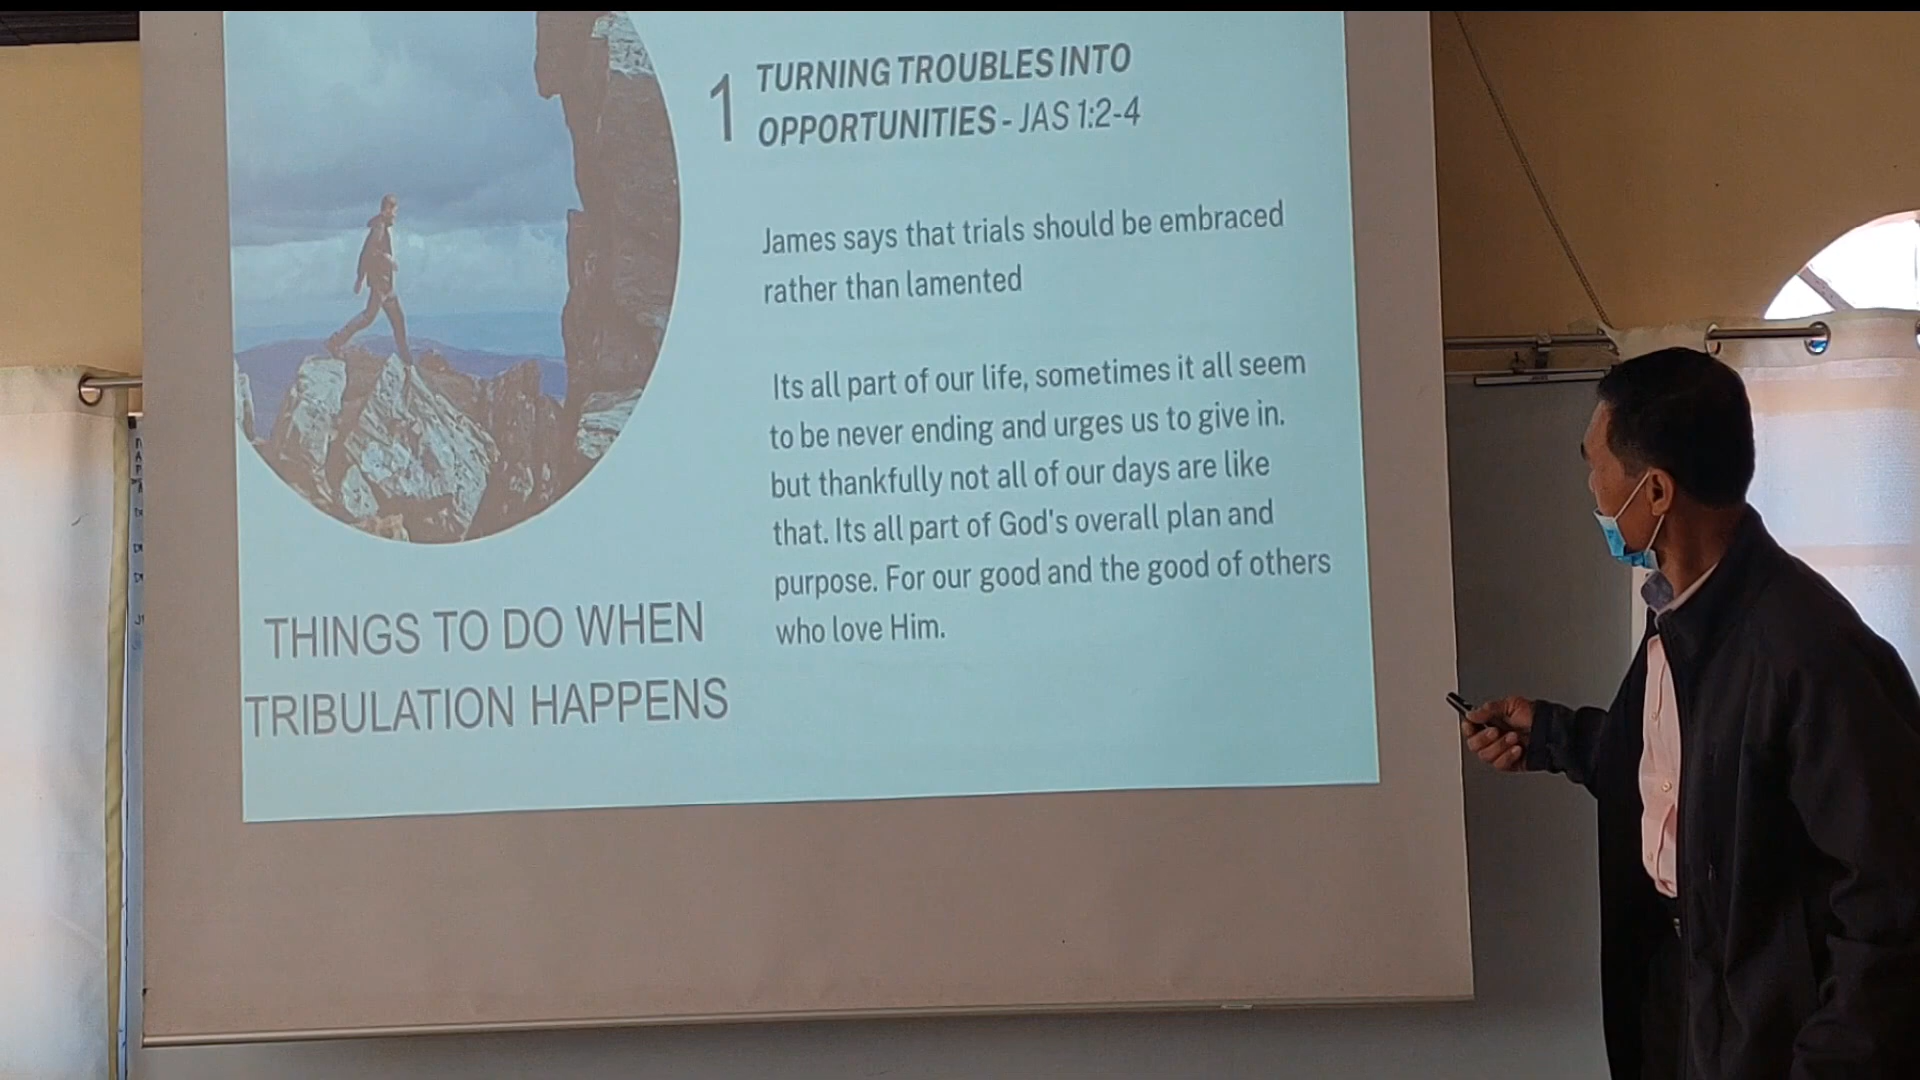 1
TURNING TROUBLES INTO
OPPORTUNITIES - JAS 1:2-4
James says that trials should be embraced
rather than lamented
Its all part of our life, sometimes it all seem
to be never ending and urges us to give in.
but thankfully not all of our days are like
that. Its all part of God's overall plan and
purpose. For our good and the good of others
who love Him.
THINGS TO DO WHEN
TRIBULATION HAPPENS